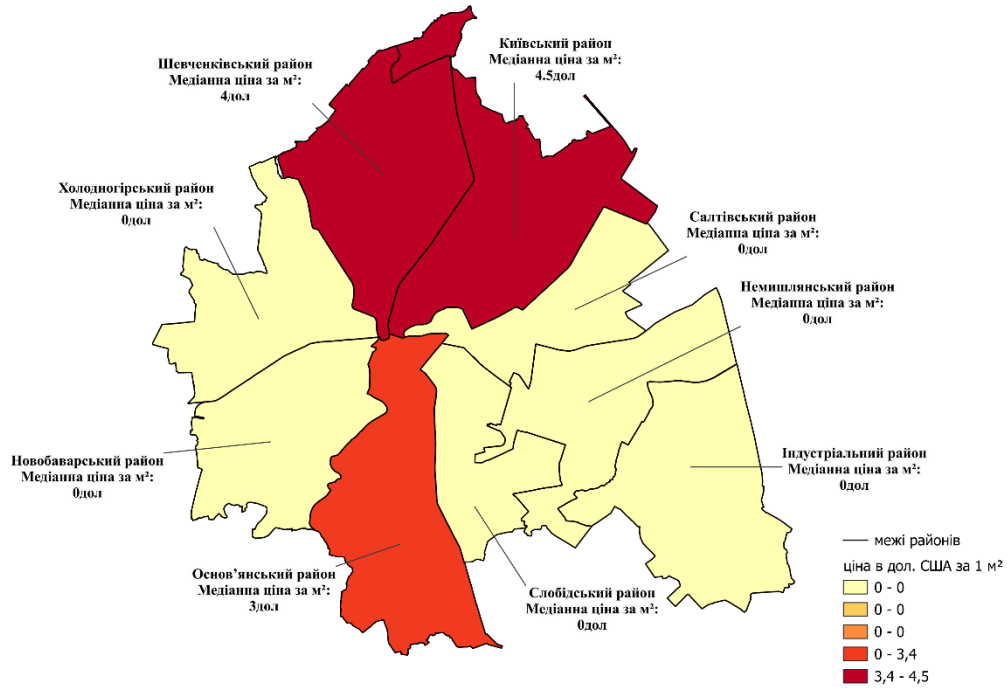 Київський район
Медіанна ціна за м²:
4.5дол
Шевченківський район
Медіанна ціна за м²:
4дол
Холодногірський район
Медіанна ціна за м²:
0дол
Салтівський район
Медіанна ціна за м²:
0дол
Немишлянський район
Медіанна ціна за м²:
0дол
Новобаварський район
Медіанна ціна за м²:
0дол
Індустріальний район
Медіанна ціна за м²:
0дол
Основ’янський район
Медіанна ціна за м²:
3дол
Слобідський район
Медіанна ціна за м²:
0дол
межі районів
ціна в дол. США за 1 м²
0 - 0
0 - 0
0 - 0
0 - 3,4
3,4 - 4,5